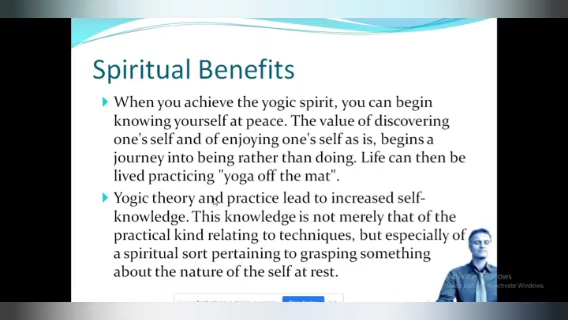 Spiritual Benefits
When you achieve the yogic spirit, you can begin
knowing yourself at peace. The value of discovering
one's self and of enjoying one's self as is, begins a
journey into being rather than doing. Life can then be
lived practicing "yoga off the mat".
Yogic theory and practice lead to increased self-
knowledge. This knowledge is not merely that of the
practical kind relating to techniques, but especially of
a spiritual sort pertaining to grasping something
about the nature of the self at rest.
Activate Windows.